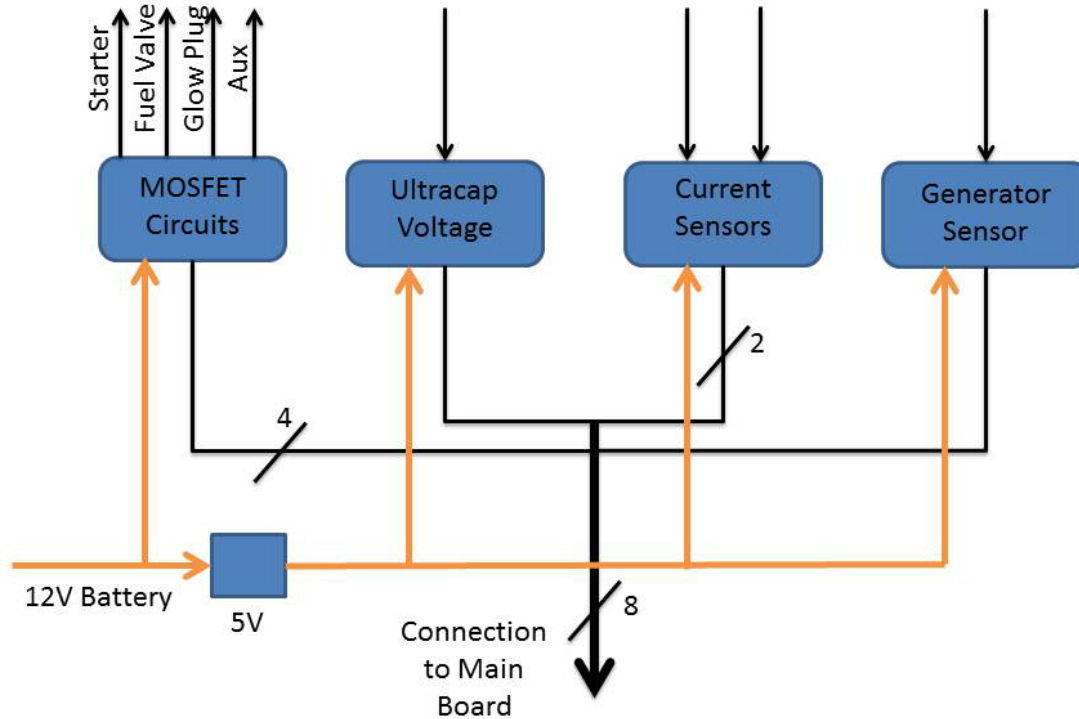 Starter
Fuel Valve
Glow Plug
Aux
MOSFET
Circuits
Ultracap
Voltage
Current
Sensors
Generator
Sensor
2
4
12V Battery
5V
8
Connection
to Main
Board